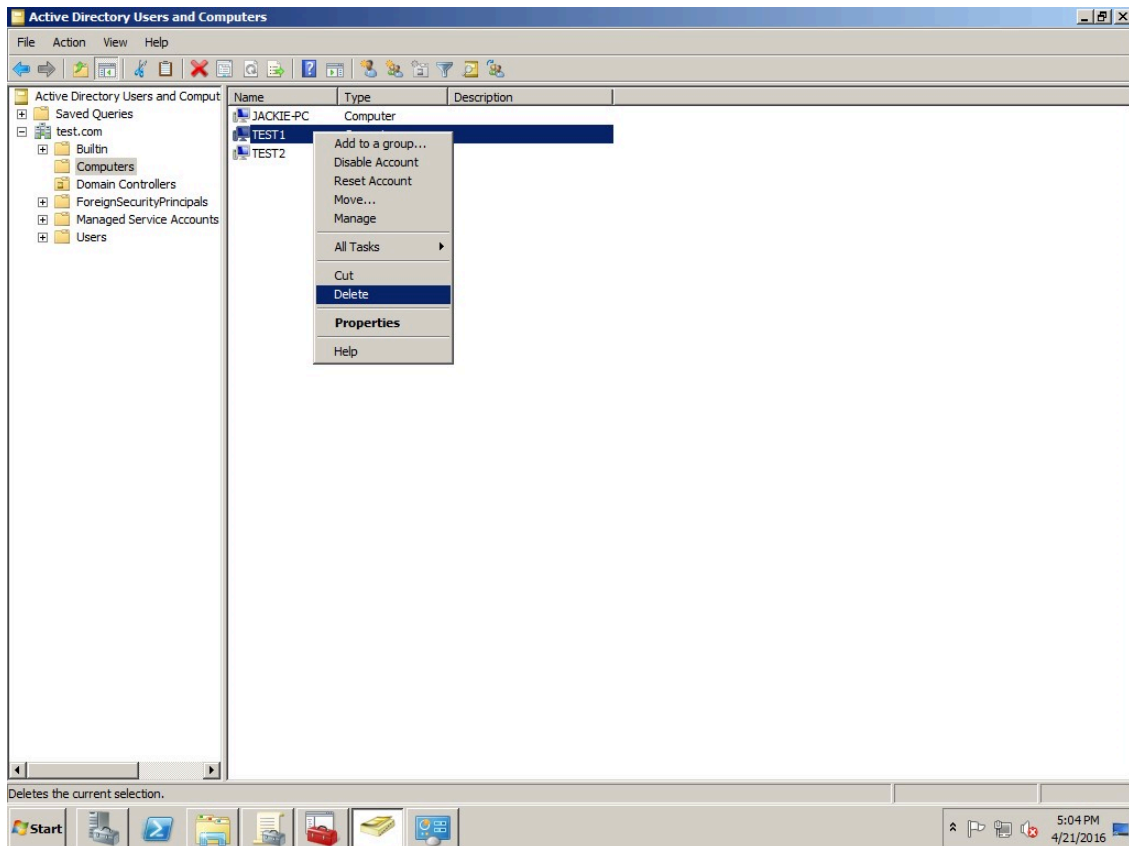 Active Directory Users and Computers
File Action View Help
Active Directory Users and Comput
Saved Queries
test.com
Builtin
Computers
Domain Controllers
ForeignSecurityPrincipals
Managed Service Accounts
Users
Name Type Description
JACKIE-PC Computer
TEST1
TEST2
Add to a group...
Disable Account
Reset Account
Move...
Manage
All Tasks
Cut
Delete
Properties
Help
Deletes the current selection.
Start
5:04 PM
4/21/2016